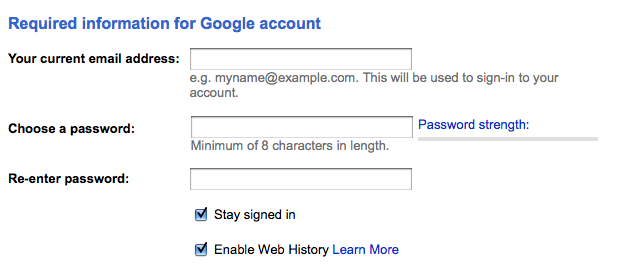 Required information for Google account
Your current email address:
e.g. myname@example.com. This will be used to sign-in to your
account.
Choose a password:
Password strength:
Minimum of 8 characters in length.
Re-enter password:
Stay signed in
Enable Web History Learn More